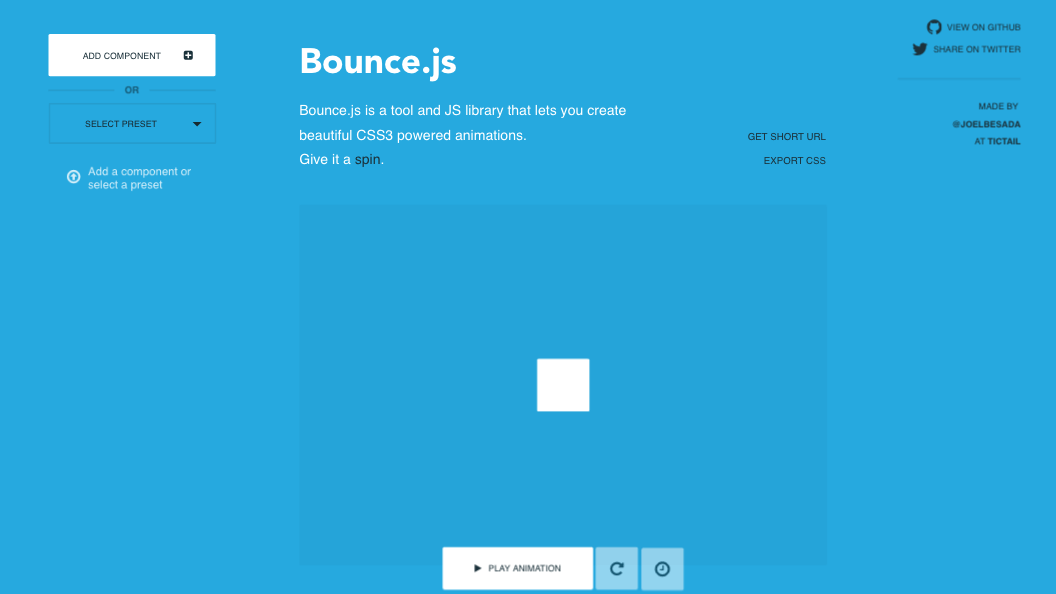 ADD COMPONENT
OR
SELECT PRESET
Add a component or
select a preset
Bounce.js
Bounce.js is a tool and JS library that lets you create
beautiful CSS3 powered animations.
Give it a spin.
GET SHORT URL
EXPORT CSS
VIEW ON GITHUB
SHARE ON TWITTER
MADE BY
@JOELBESADA
AT TICTAIL
PLAY ANIMATION